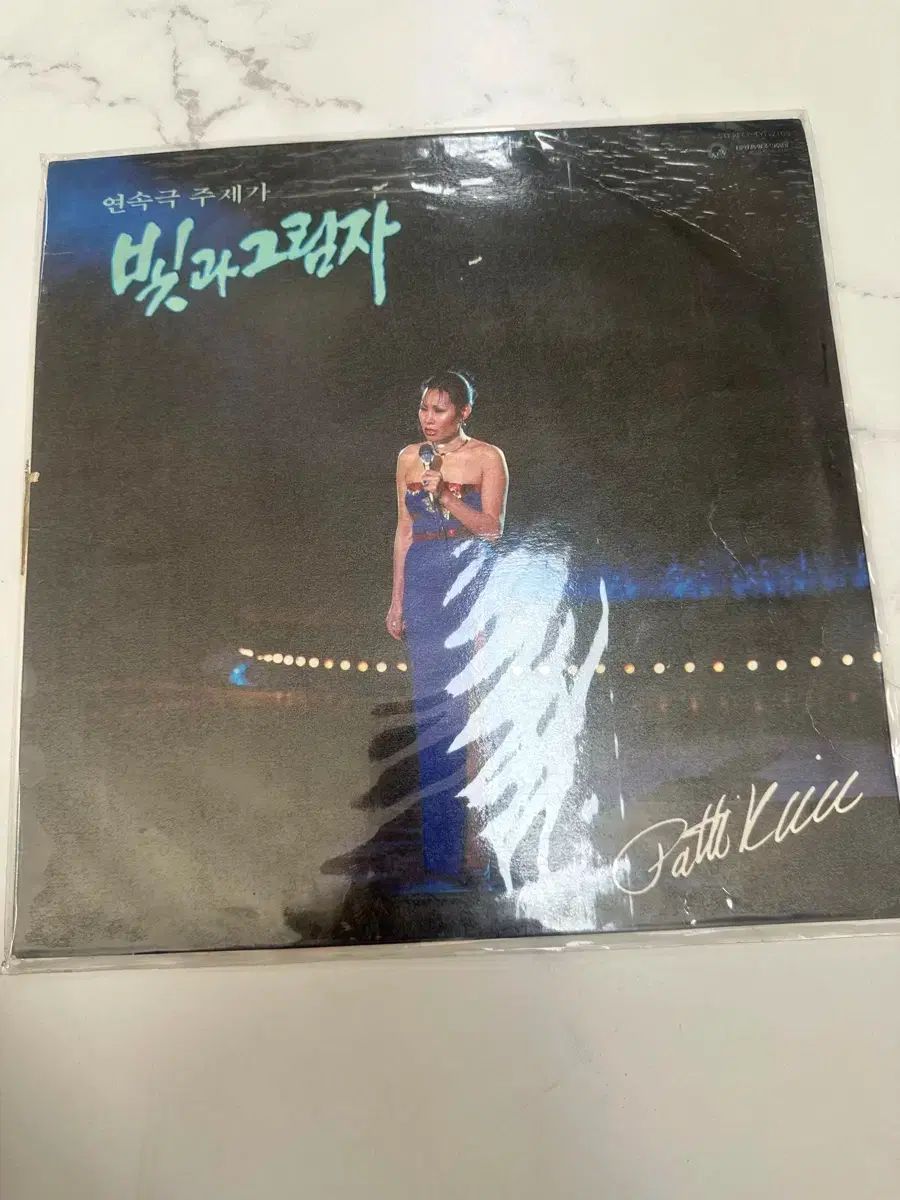 연속극 주제가
빛과그림자
Patti Kim